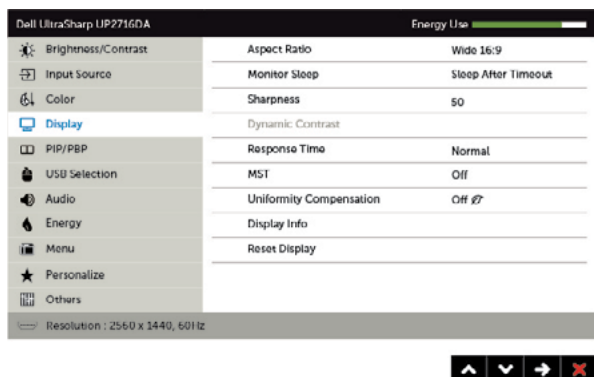 Dell UltraSharp UP2716DA Energy Use
Brightness/Contrast Aspect Ratio Wide 16:9
Input Source Monitor Sleep Sleep After Timeout
Color Sharpness 50
Display Dynamic Contrast
PIP/PBP Response Time Normal
USB Selection MST Off
Audio Uniformity Compensation Off
Energy Display Info
Menu Reset Display
Personalize
Others
Resolution : 2560 x 1440, 60Hz